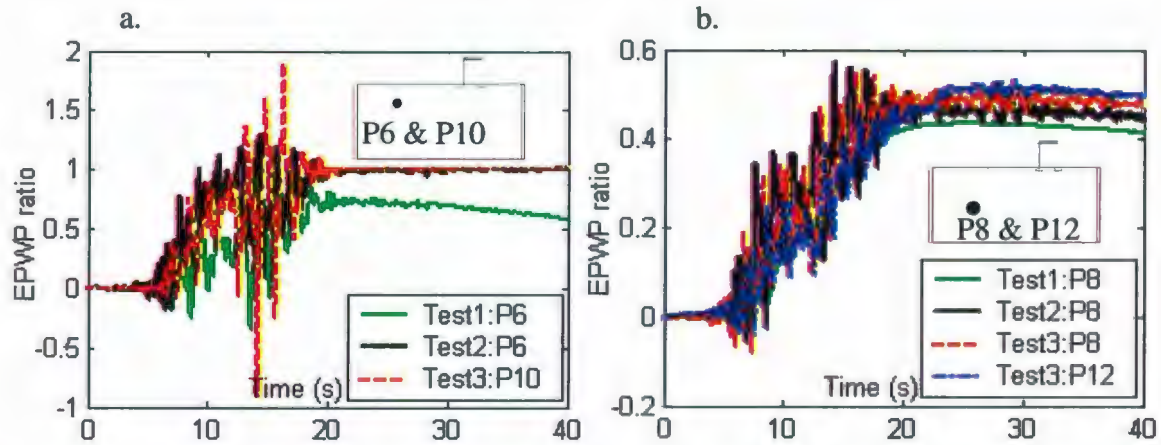 a.
EPWP ratio
2
1.5
1
0.5
0
-0.5
-1
P6 & P10
Test1:P6
Test2:P6
Test3:P10
Time (s)
0 10 20 30 40
b.
EPWP ratio
0.6
0.4
0.2
0
-0.2
P8 & P12
Test1:P8
Test2:P8
Test3:P8
Test3:P12
Time (s)
0 10 20 30 40